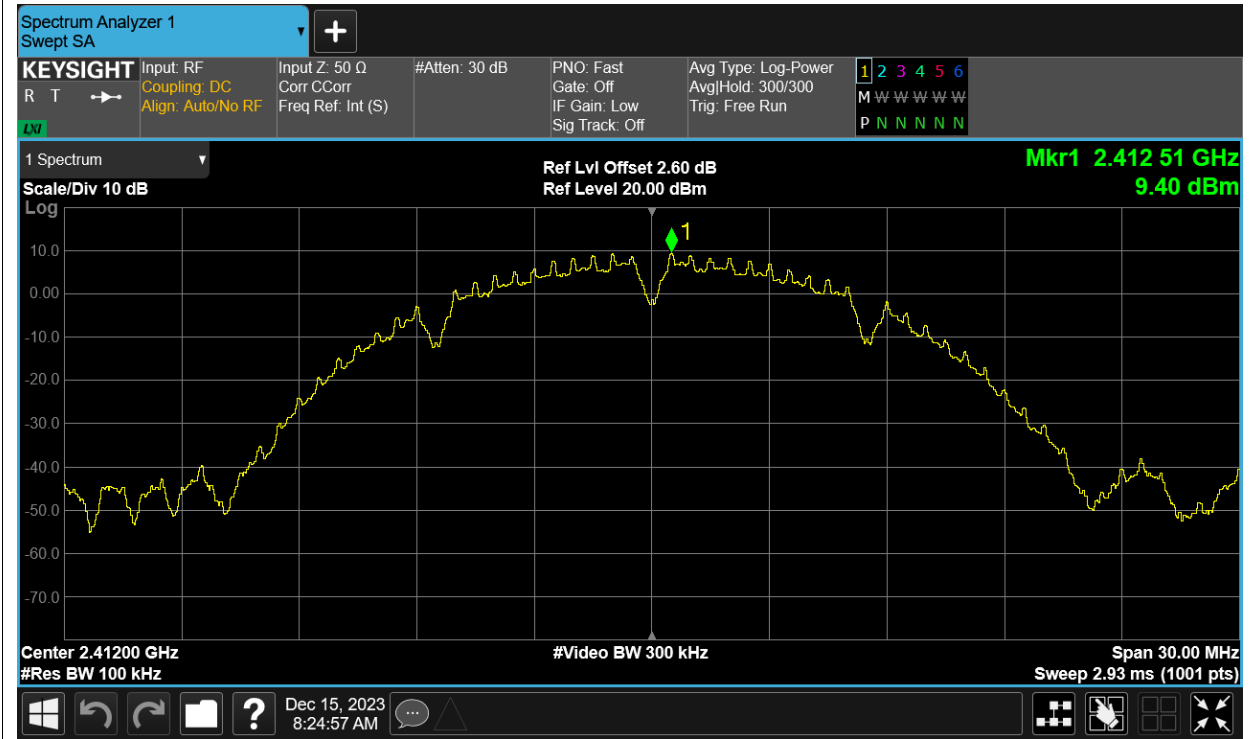 Spectrum Analyzer 1
Swept SA
+
KEYSIGHT
R T
LXI
Input: RF
Coupling: DC
Align: Auto/No RF
Input Z: 50 Ω
Corr CCorr
Freq Ref: Int (S)
#Atten: 30 dB
PNO: Fast
Gate: Off
IF Gain: Low
Sig Track: Off
Avg Type: Log-Power
Avg|Hold: 300/300
Trig: Free Run
1 2 3 4 5 6
M W W W W W
P N N N N N
1 Spectrum
Scale/Div 10 dB
Log
Ref Lvl Offset 2.60 dB
Ref Level 20.00 dBm
Mkr1 2.412 51 GHz
9.40 dBm
1
10.0
0.00
-10.0
-20.0
-30.0
-40.0
-50.0
-60.0
-70.0
Center 2.41200 GHz
#Res BW 100 kHz
#Video BW 300 kHz
Span 30.00 MHz
Sweep 2.93 ms (1001 pts)
?
Dec 15, 2023
8:24:57 AM